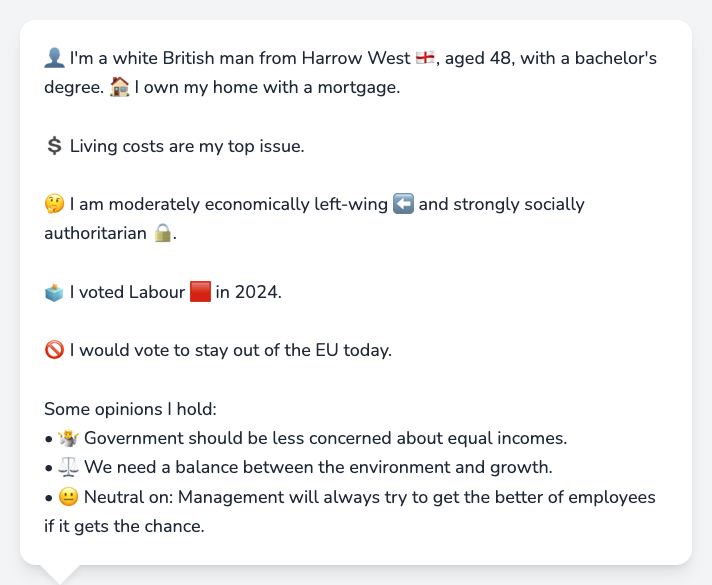 👤 I'm a white British man from Harrow West 🏴󠁧󠁢󠁥󠁮󠁧󠁿, aged 48, with a bachelor's
degree. 🏠 I own my home with a mortgage.
💲 Living costs are my top issue.
🤔 I am moderately economically left-wing ⬅️ and strongly socially
authoritarian 🔒.
🗳️ I voted Labour 🟥 in 2024.
🚫 I would vote to stay out of the EU today.
Some opinions I hold:
• 🤷 Government should be less concerned about equal incomes.
• ⚖️ We need a balance between the environment and growth.
• 😐 Neutral on: Management will always try to get the better of employees
if it gets the chance.